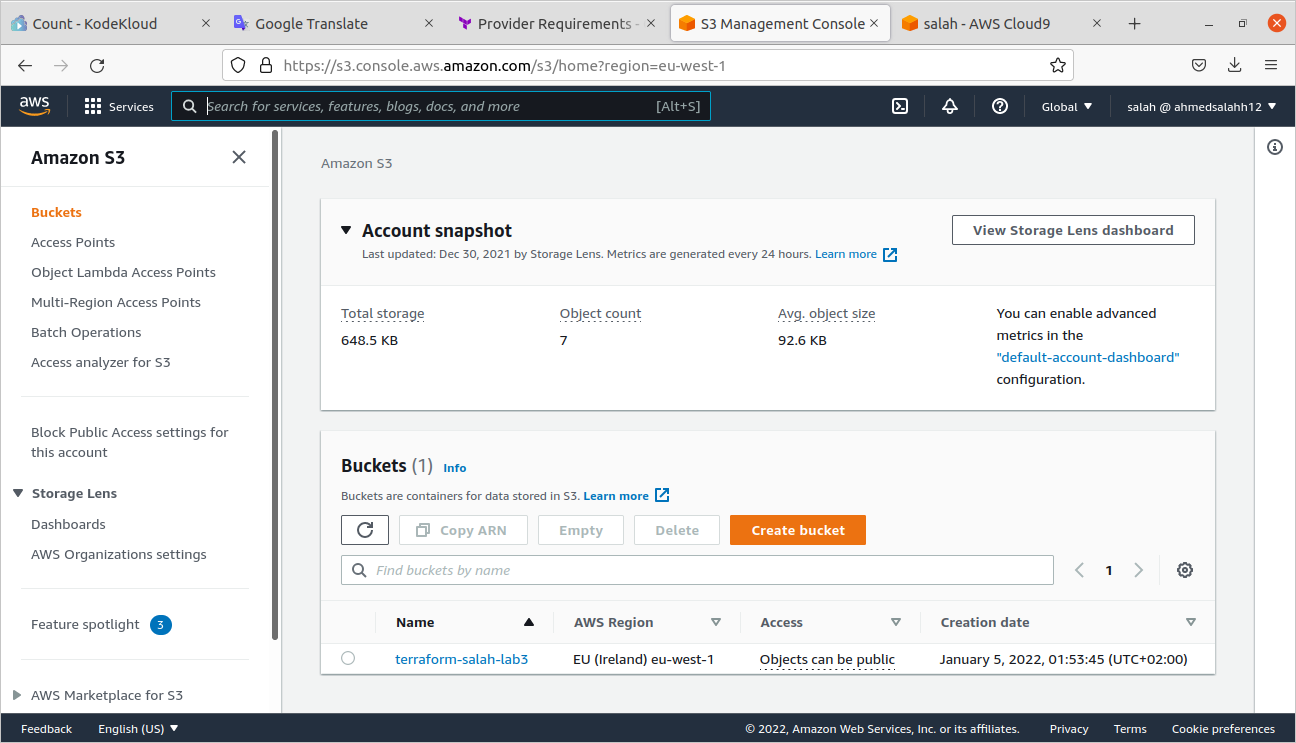 Count - KodeKloud
Google Translate
Provider Requirements -
S3 Management Console
salah - AWS Cloud9
https://s3.console.aws.amazon.com/s3/home?region=eu-west-1
aws
Services
Search for services, features, blogs, docs, and more
[Alt+S]
Global
salah @ ahmedsalahh12
Amazon S3
Buckets
Access Points
Object Lambda Access Points
Multi-Region Access Points
Batch Operations
Access analyzer for S3
Block Public Access settings for
this account
Storage Lens
Dashboards
AWS Organizations settings
Feature spotlight 3
AWS Marketplace for S3
Amazon S3
Account snapshot
Last updated: Dec 30, 2021 by Storage Lens. Metrics are generated every 24 hours. Learn more
View Storage Lens dashboard
Total storage
648.5 KB
Object count
7
Avg. object size
92.6 KB
You can enable advanced
metrics in the
"default-account-dashboard"
configuration.
Buckets (1) Info
Buckets are containers for data stored in S3. Learn more
Copy ARN
Empty
Delete
Create bucket
Find buckets by name
1
Name
AWS Region
Access
Creation date
terraform-salah-lab3
EU (Ireland) eu-west-1
Objects can be public
January 5, 2022, 01:53:45 (UTC+02:00)
Feedback
English (US)
© 2022, Amazon Web Services, Inc. or its affiliates.
Privacy
Terms
Cookie preferences